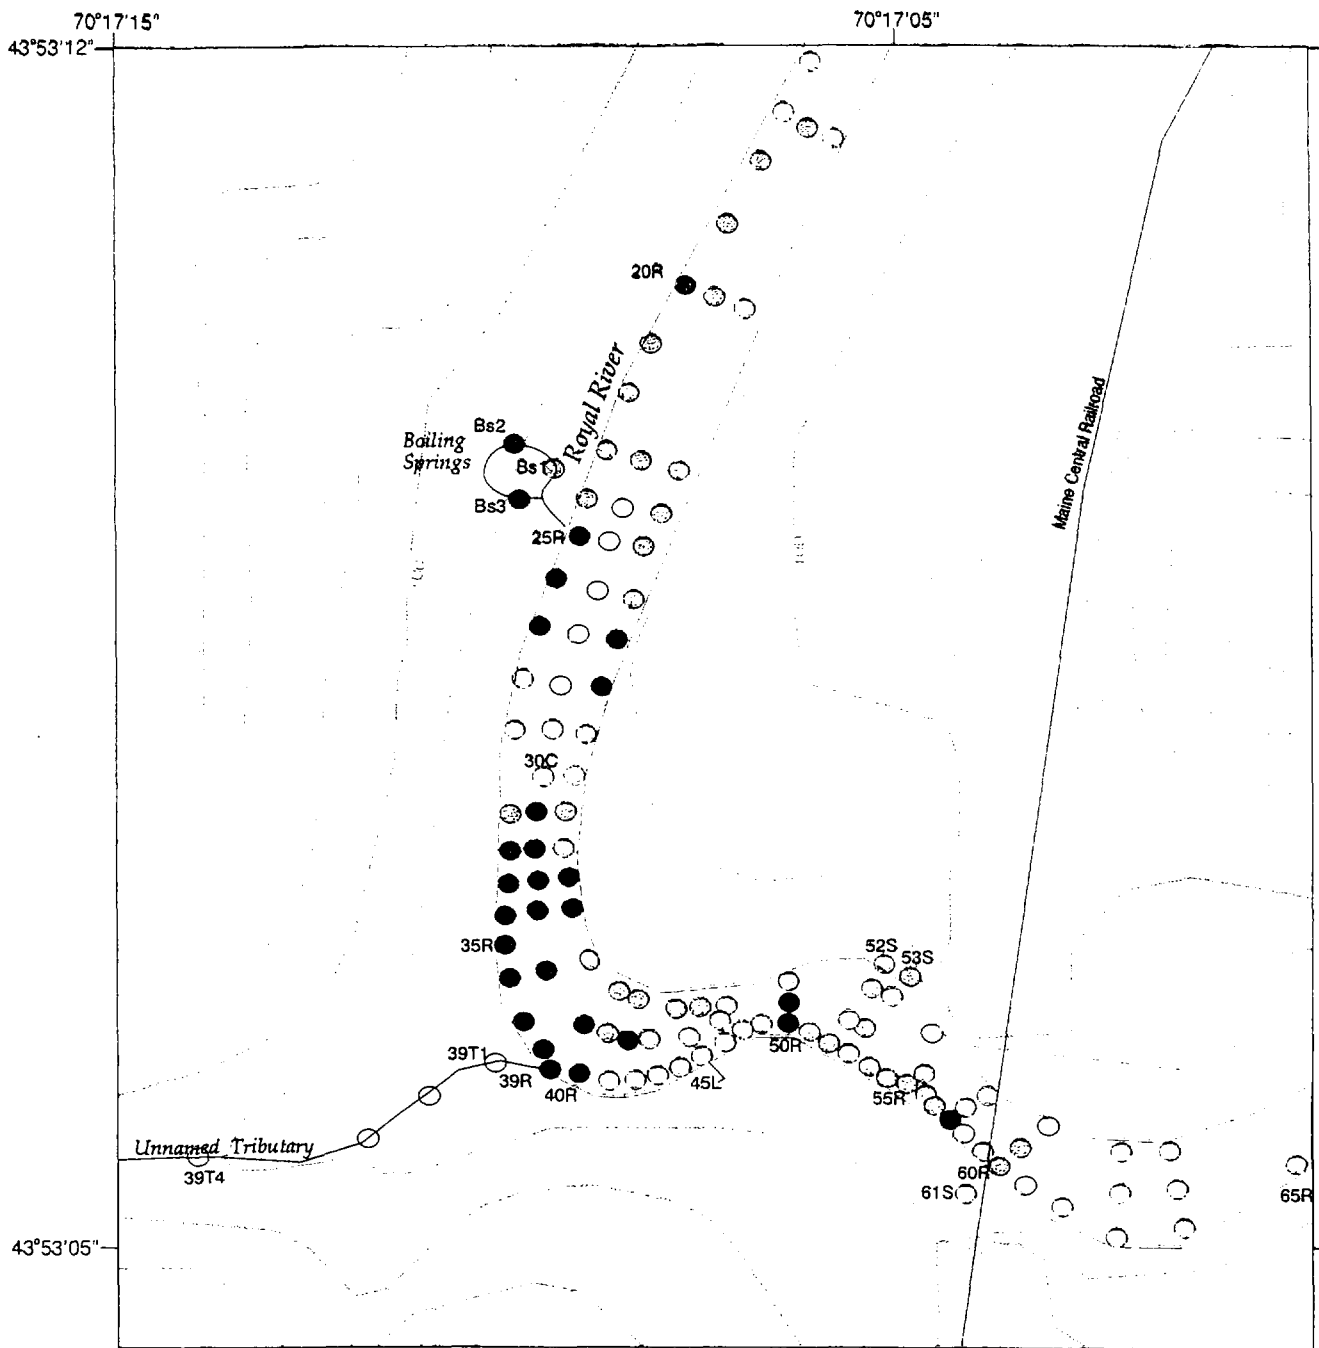 70°17'15"
70°17'05"
43°53'12"
20R
Royal River
Bs2
Boiling
Springs
Bs1
Bs3
25R
Maine Central Railroad
30C
35R
52S
53S
39T1
39R
40R
45L
50R
55R
Unnamed Tributary
39T4
60R
61S
65R
43°53'05"